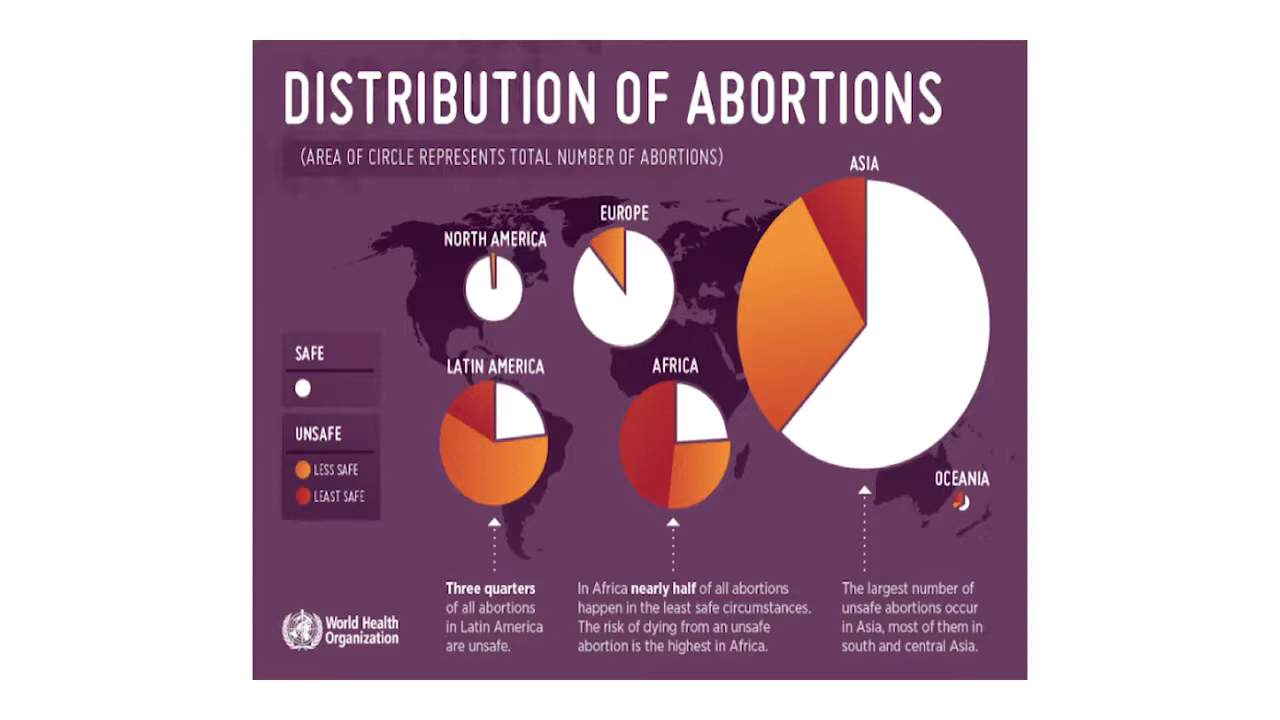 DISTRIBUTION OF ABORTIONS
(AREA OF CIRCLE REPRESENTS TOTAL NUMBER OF ABORTIONS)
ASIA
EUROPE
NORTH AMERICA
LATIN AMERICA
AFRICA
OCEANIA
SAFE
UNSAFE
LESS SAFE
LEAST SAFE
Three quarters
of all abortions
in Latin America
are unsafe.
In Africa nearly half of all abortions
happen in the least safe circumstances.
The risk of dying from an unsafe
abortion is the highest in Africa.
The largest number of
unsafe abortions occur
in Asia, most of them in
south and central Asia.
World Health
Organization